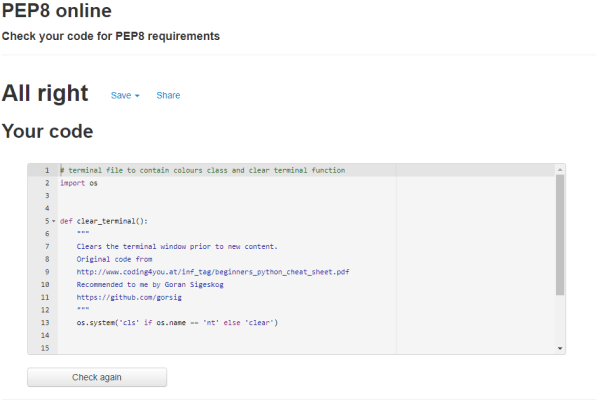 PEP8 online
Check your code for PEP8 requirements
All right Save Share
Your code
1 # terminal file to contain colours class and clear terminal function
2 import os
3
4
5 def clear_terminal():
6 """
7 Clears the terminal window prior to new content.
8 Original code from
9 http://www.coding4you.at/inf_tag/beginners_python_cheat_sheet.pdf
10 Recommended to me by Goran Sigeskog
11 https://github.com/gorsig
12 """
13 os.system('cls' if os.name == 'nt' else 'clear')
14
15
Check again